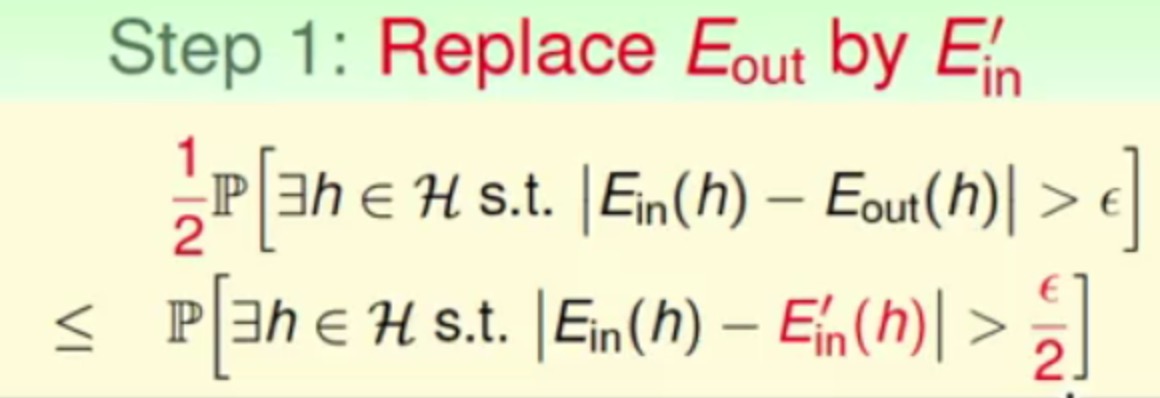 Step 1: Replace E_out by E'_in
1/2 ℙ[∃h ∈ ℋ s.t. |E_in(h) − E_out(h)| > ϵ]
≤ ℙ[∃h ∈ ℋ s.t. |E_in(h) − E'_in(h)| > ϵ/2]